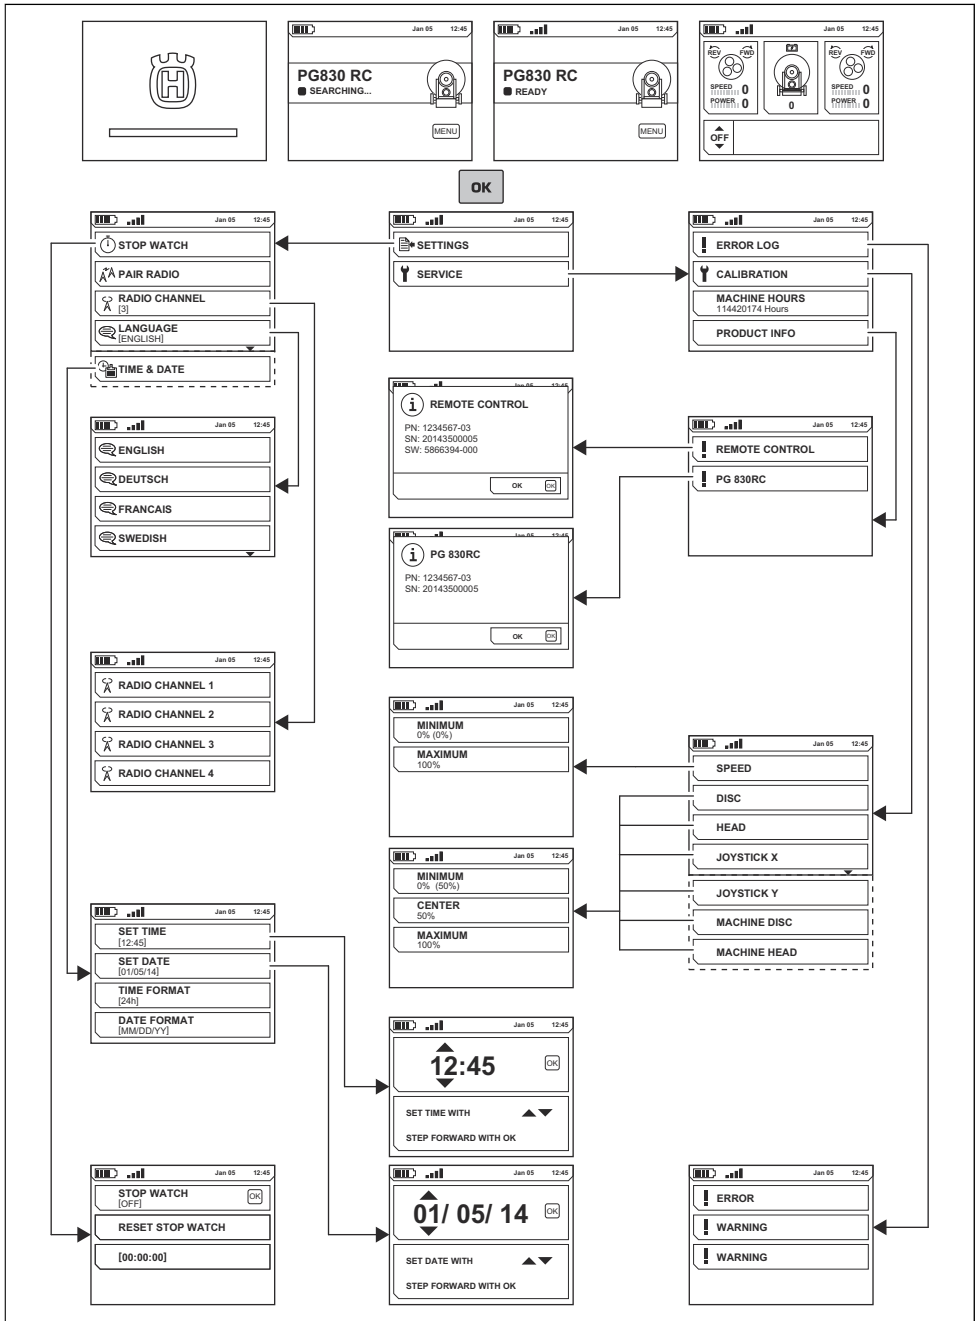 Jan 05 12:45
PG830 RC
SEARCHING...
MENU
Jan 05 12:45
PG830 RC
READY
MENU
Jan 05 12:45
REV FWD
SPEED 0
POWER 0
0
REV FWD
SPEED 0
POWER 0
OFF
OK
Jan 05 12:45
STOP WATCH
PAIR RADIO
RADIO CHANNEL
[3]
LANGUAGE
[ENGLISH]
TIME & DATE
Jan 05 12:45
SETTINGS
SERVICE
Jan 05 12:45
ERROR LOG
CALIBRATION
MACHINE HOURS
114420174 Hours
PRODUCT INFO
Jan 05 12:45
ENGLISH
DEUTSCH
FRANCAIS
SWEDISH
Jan 05 12:45
REMOTE CONTROL
PN: 1234567-03
SN: 20143500005
SW: 5866394-000
OK OK
Jan 05 12:45
REMOTE CONTROL
PG 830RC
Jan 05 12:45
PG 830RC
PN: 1234567-03
SN: 20143500005
OK OK
Jan 05 12:45
RADIO CHANNEL 1
RADIO CHANNEL 2
RADIO CHANNEL 3
RADIO CHANNEL 4
Jan 05 12:45
MINIMUM
0% (0%)
MAXIMUM
100%
Jan 05 12:45
SPEED
DISC
HEAD
JOYSTICK X
JOYSTICK Y
MACHINE DISC
MACHINE HEAD
Jan 05 12:45
MINIMUM
0% (50%)
CENTER
50%
MAXIMUM
100%
Jan 05 12:45
SET TIME
[12:45]
SET DATE
[01/05/14]
TIME FORMAT
[24h]
DATE FORMAT
[MM/DD/YY]
Jan 05 12:45
12:45 OK
SET TIME WITH
STEP FORWARD WITH OK
Jan 05 12:45
STOP WATCH
[OFF]
OK
RESET STOP WATCH
[00:00:00]
Jan 05 12:45
01/ 05/ 14 OK
SET DATE WITH
STEP FORWARD WITH OK
Jan 05 12:45
ERROR
WARNING
WARNING